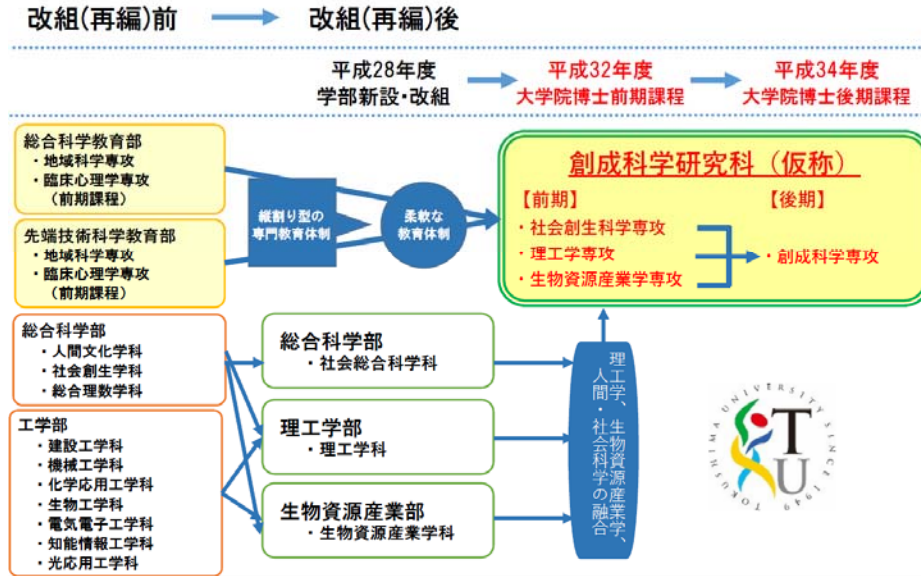 改組(再編)前
改組(再編)後
平成28年度
学部新設・改組
平成32年度
大学院博士前期課程
平成34年度
大学院博士後期課程
総合科学教育部
・地域科学専攻
・臨床心理学専攻
(前期課程)
先端技術科学教育部
・地域科学専攻
・臨床心理学専攻
(前期課程)
縦割り型の
専門教育体制
柔軟な
教育体制
創成科学研究科(仮称)
【前期】
・社会創生科学専攻
・理工学専攻
・生物資源産業学専攻
【後期】
・創成科学専攻
総合科学部
・人間文化学科
・社会創生学科
・総合理数学科
工学部
・建設工学科
・機械工学科
・化学応用工学科
・生物工学科
・電気電子工学科
・知能情報工学科
・光応用工学科
総合科学部
・社会総合科学科
理工学部
・理工学科
生物資源産業部
・生物資源産業学科
理工学、生物資源産業学、
人間・社会科学の融合
TOKUSHIMA UNIVERSITY SINCE 1949
TU